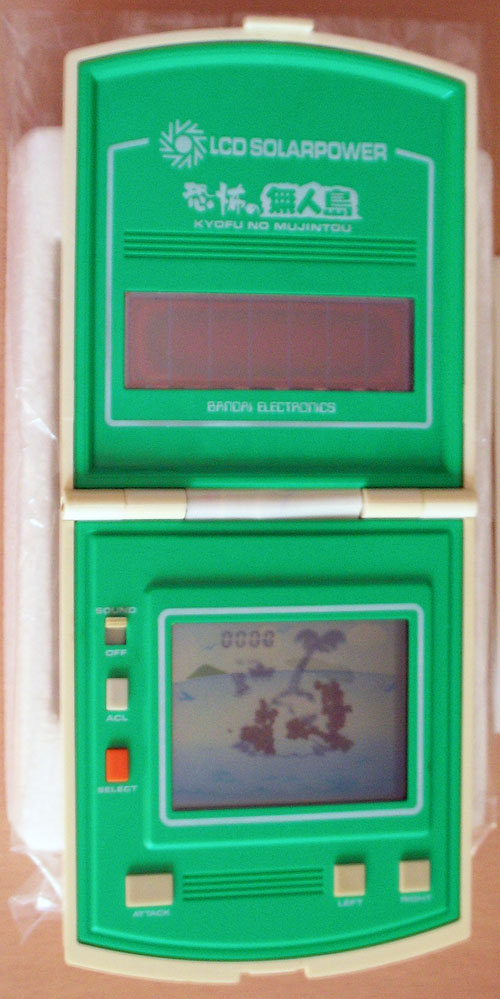 LCD SOLARPOWER
恐怖の無人島
KYOFU NO MUJINTOU
BANDAI ELECTRONICS
SOUND
OFF
ACL
SELECT
ATTACK
LEFT
RIGHT